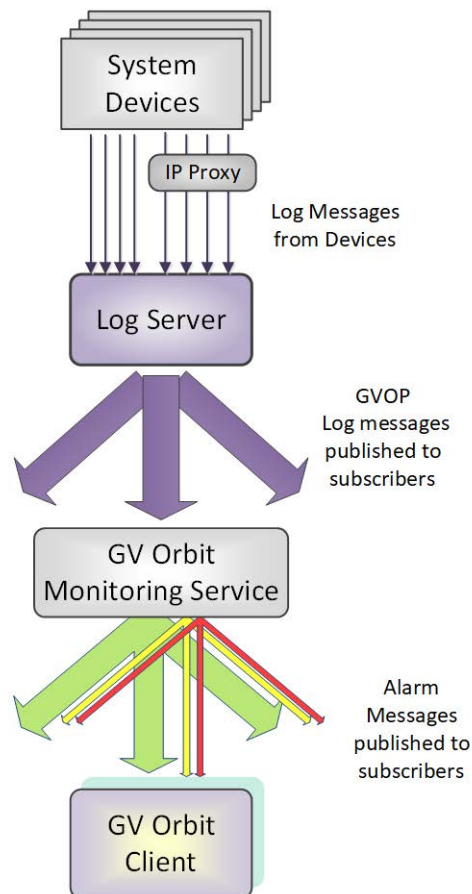 System
Devices
IP Proxy
Log Messages
from Devices
Log Server
GVOP
Log messages
published to
subscribers
GV Orbit
Monitoring Service
Alarm
Messages
published to
subscribers
GV Orbit
Client